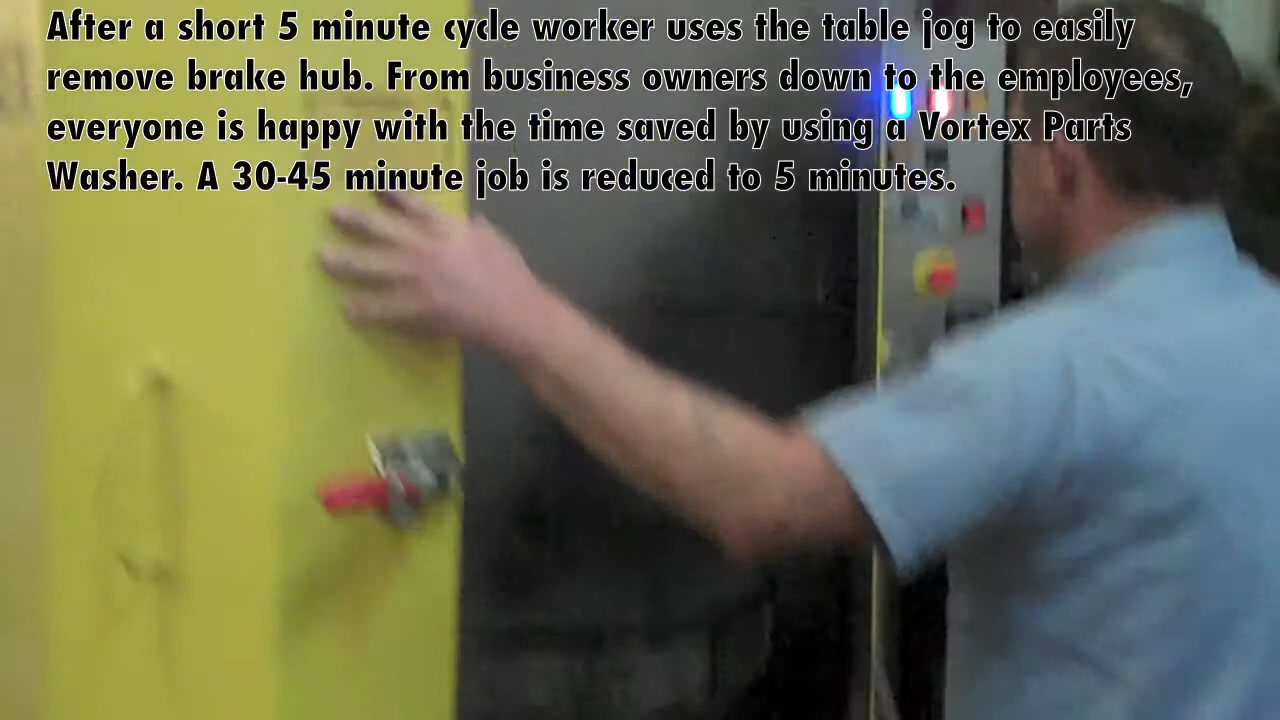 After a short 5 minute cycle worker uses the table jog to easily
remove brake hub. From business owners down to the employees,
everyone is happy with the time saved by using a Vortex Parts
Washer. A 30-45 minute job is reduced to 5 minutes.